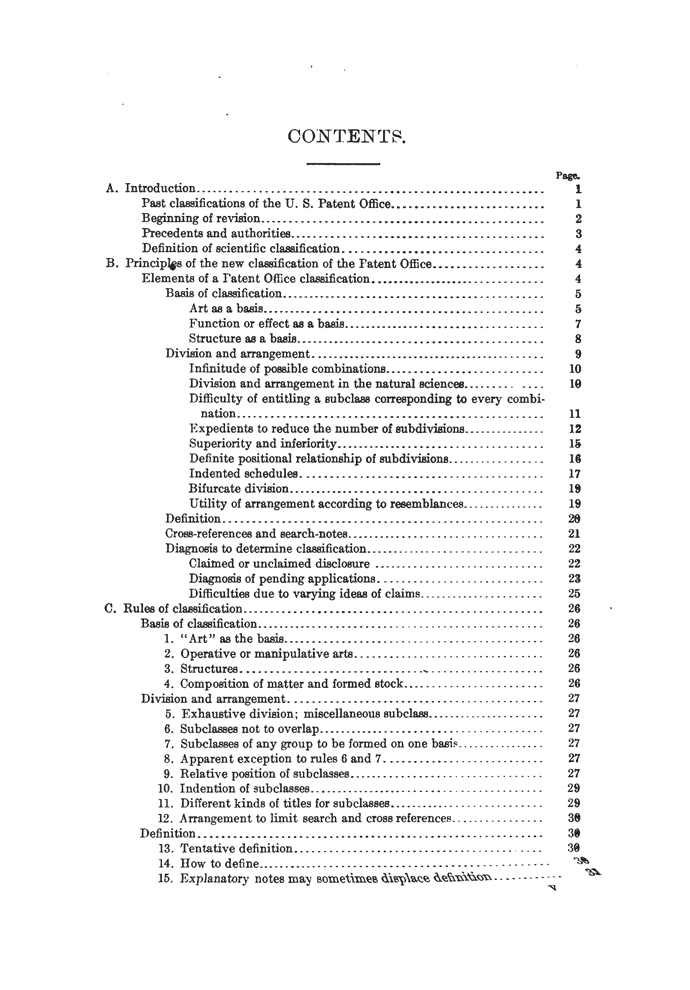 CONTENTS.
Page.
A. Introduction 1
Past classifications of the U. S. Patent Office 1
Beginning of revision 2
Precedents and authorities 3
Definition of scientific classification 4
B. Principles of the new classification of the Patent Office 4
Elements of a Patent Office classification 4
Basis of classification 5
Art as a basis 5
Function or effect as a basis 7
Structure as a basis 8
Division and arrangement 9
Infinitude of possible combinations 10
Division and arrangement in the natural sciences 10
Difficulty of entitling a subclass corresponding to every combi-
nation 11
Expedients to reduce the number of subdivisions 12
Superiority and inferiority 15
Definite positional relationship of subdivisions 16
Indented schedules 17
Bifurcate division 19
Utility of arrangement according to resemblances 19
Definition 20
Cross-references and search-notes 21
Diagnosis to determine classification 22
Claimed or unclaimed disclosure 22
Diagnosis of pending applications 23
Difficulties due to varying ideas of claims 25
C. Rules of classification 26
Basis of classification 26
1. "Art" as the basis 26
2. Operative or manipulative arts 26
3. Structures 26
4. Composition of matter and formed stock 26
Division and arrangement 27
5. Exhaustive division; miscellaneous subclass 27
6. Subclasses not to overlap 27
7. Subclasses of any group to be formed on one basis 27
8. Apparent exception to rules 6 and 7 27
9. Relative position of subclasses 27
10. Indention of subclasses 29
11. Different kinds of titles for subclasses 29
12. Arrangement to limit search and cross references 30
Definition 30
13. Tentative definition 30
14. How to define 30
15. Explanatory notes may sometimes displace definition 31
V